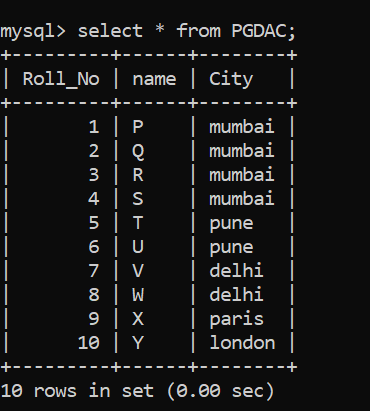 mysql> select * from PGDAC;
+---------+------+--------+
| Roll_No | name | City   |
+---------+------+--------+
|       1 | P    | mumbai |
|       2 | Q    | mumbai |
|       3 | R    | mumbai |
|       4 | S    | mumbai |
|       5 | T    | pune   |
|       6 | U    | pune   |
|       7 | V    | delhi  |
|       8 | W    | delhi  |
|       9 | X    | paris  |
|      10 | Y    | london |
+---------+------+--------+
10 rows in set (0.00 sec)